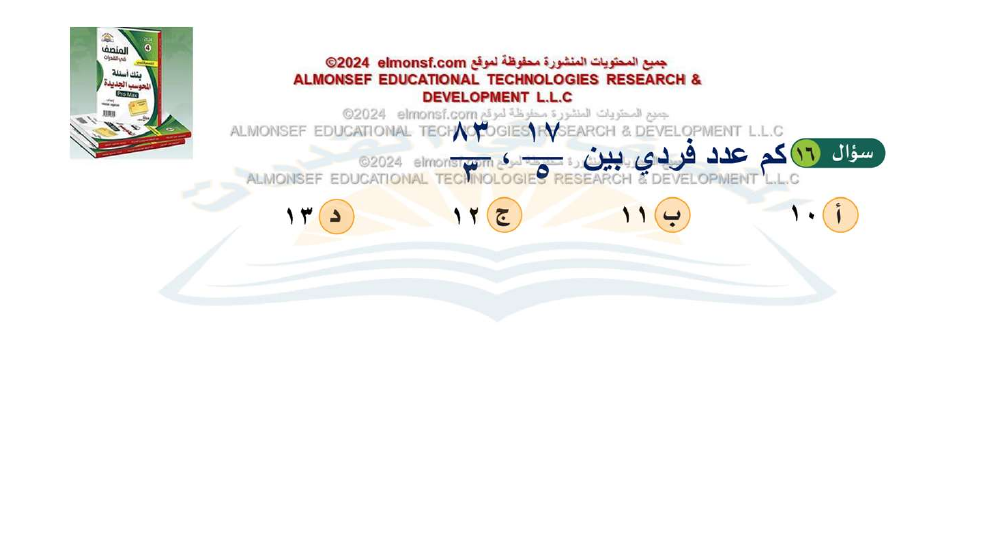 المنصف
في القدرات
بنك أسئلة
المحوسب الجديدة
Pro Max
جميع المحتويات المنشورة محفوظة لموقع elmonsf.com ©2024
ALMONSEF EDUCATIONAL TECHNOLOGIES RESEARCH &
DEVELOPMENT L.L.C
جميع المحتويات المنشورة محفوظة لموقع elmonsf.com ©2024
ALMONSEF EDUCATIONAL TECHNOLOGIES RESEARCH & DEVELOPMENT L.L.C
سؤال ١٦ كم عدد فردي بين ١٧/٥ ، ٨٣/٣
©2024 elmonsf.com
ALMONSEF EDUCATIONAL TECHNOLOGIES RESEARCH & DEVELOPMENT L.L.C
أ ١٠ ب ١١ ج ١٢ د ١٣